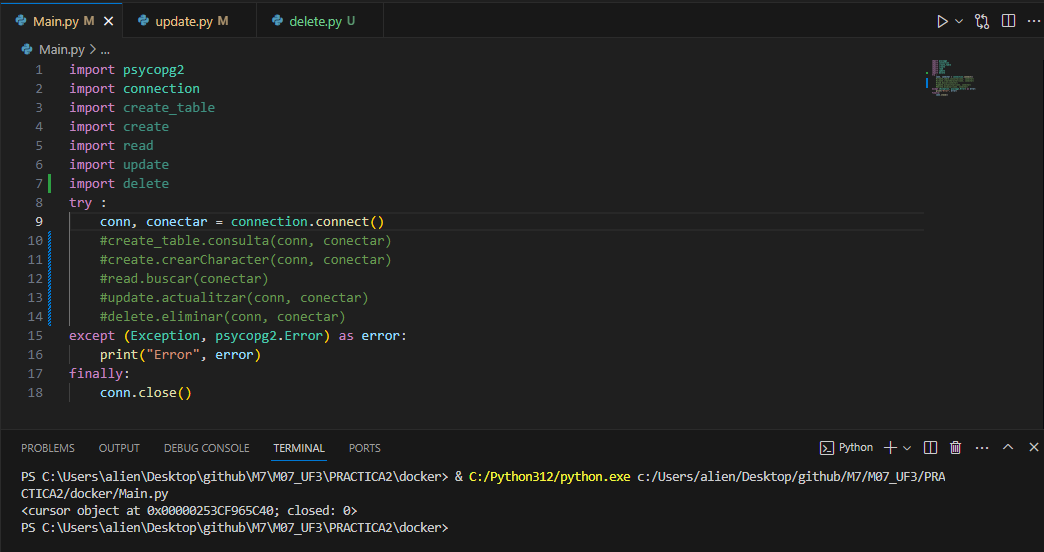 Main.py M
update.py M
delete.py U
Main.py > ...
1 import psycopg2
2 import connection
3 import create_table
4 import create
5 import read
6 import update
7 import delete
8 try :
9 conn, conectar = connection.connect()
10 #create_table.consulta(conn, conectar)
11 #create.crearCharacter(conn, conectar)
12 #read.buscar(conectar)
13 #update.actualitzar(conn, conectar)
14 #delete.eliminar(conn, conectar)
15 except (Exception, psycopg2.Error) as error:
16 print("Error", error)
17 finally:
18 conn.close()
PROBLEMS OUTPUT DEBUG CONSOLE TERMINAL PORTS Python
PS C:\Users\alien\Desktop\github\M7\M07_UF3\PRACTICA2\docker> & C:/Python312/python.exe c:/Users/alien/Desktop/github/M7/M07_UF3/PRA
CTICA2/docker/Main.py
<cursor object at 0x00000253CF965C40; closed: 0>
PS C:\Users\alien\Desktop\github\M7\M07_UF3\PRACTICA2\docker>